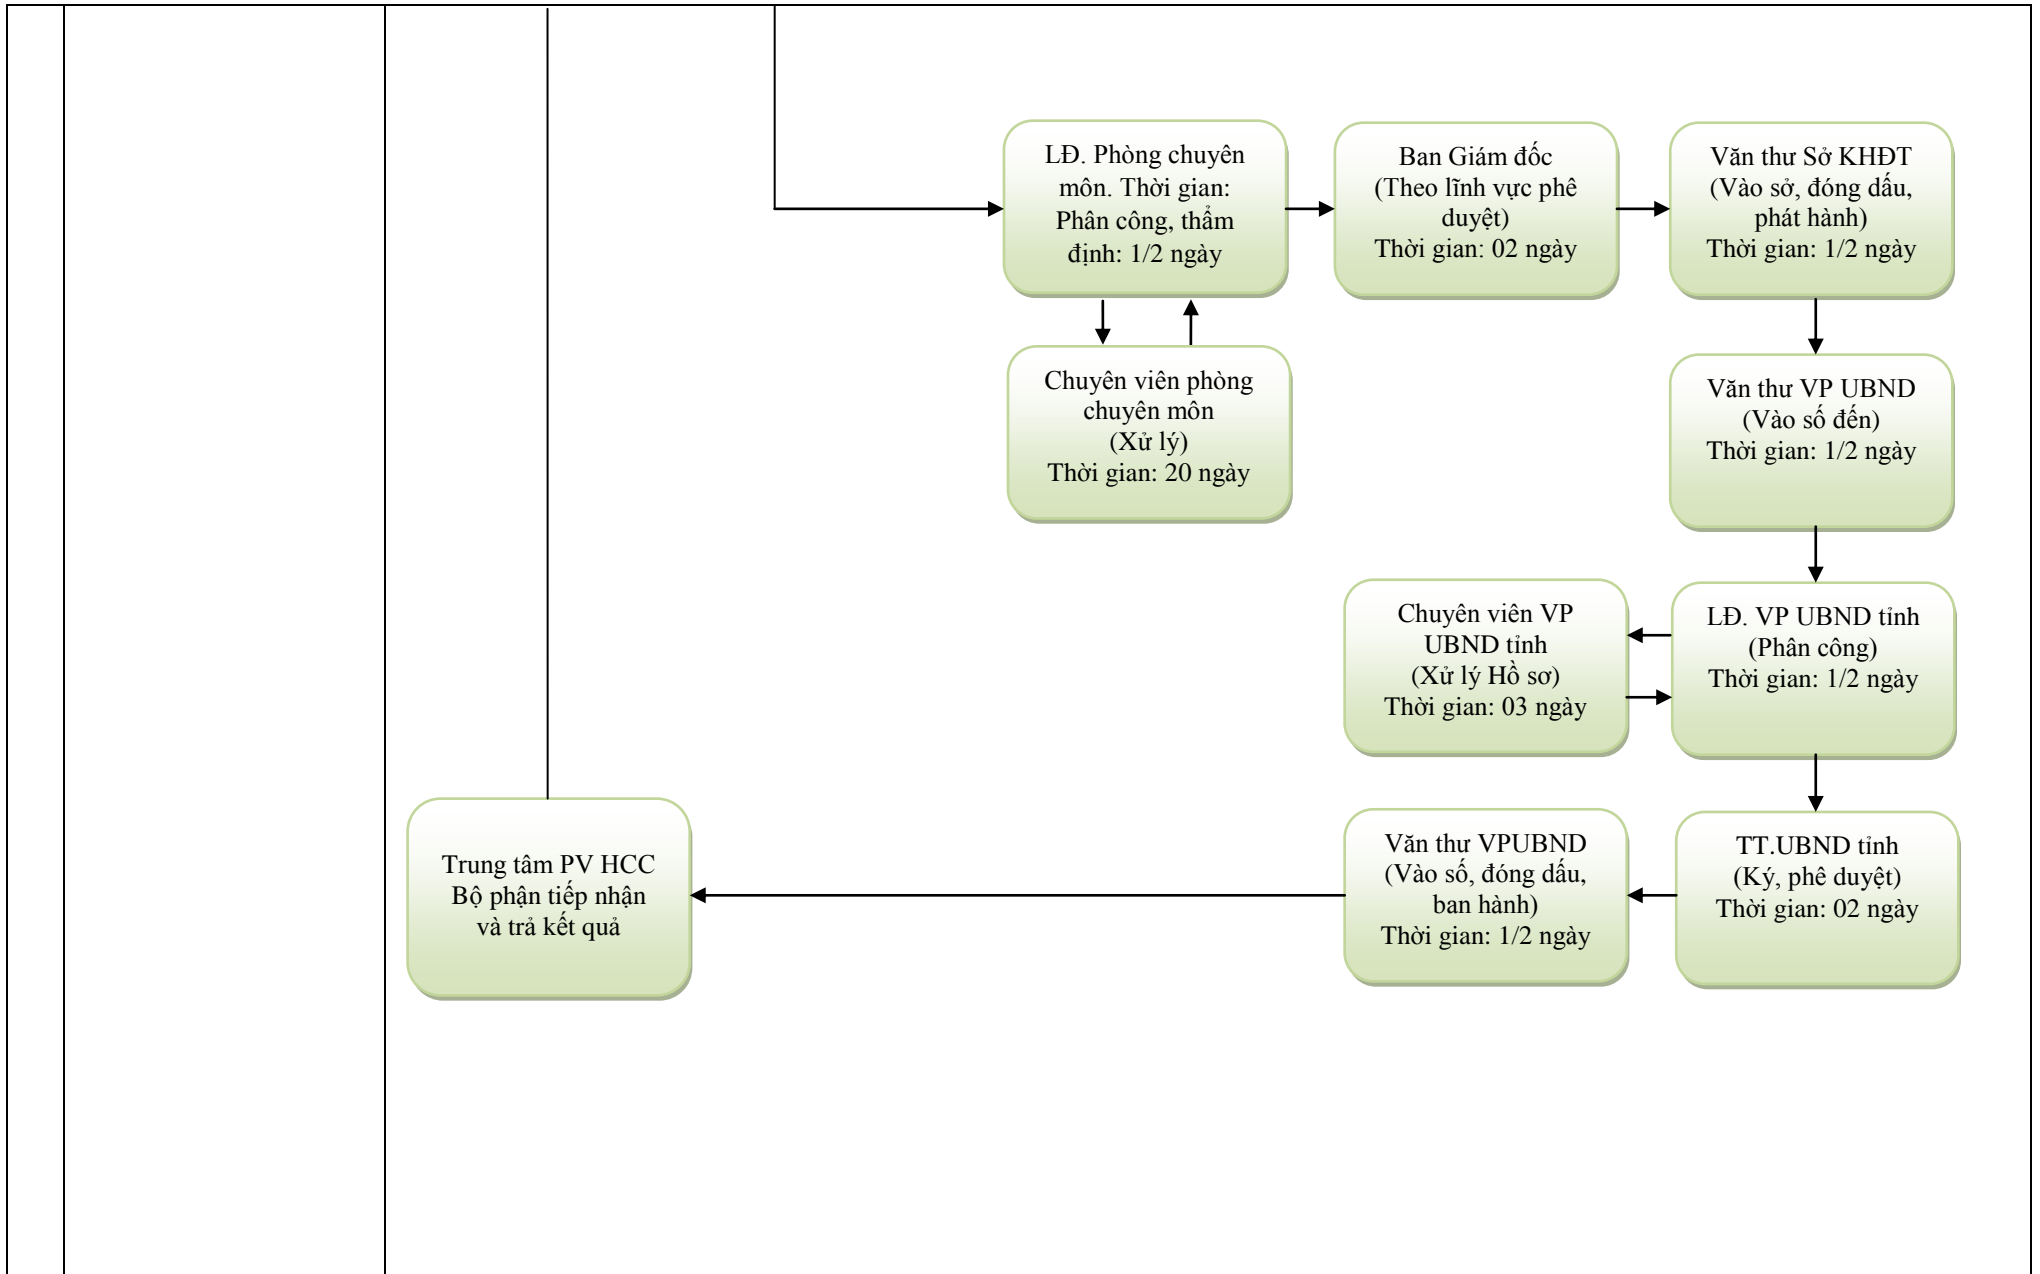 LĐ. Phòng chuyên
môn. Thời gian:
Phân công, thẩm
định: 1/2 ngày
Ban Giám đốc
(Theo lĩnh vực phê
duyệt)
Thời gian: 02 ngày
Văn thư Sở KHĐT
(Vào sở, đóng dấu,
phát hành)
Thời gian: 1/2 ngày
Chuyên viên phòng
chuyên môn
(Xử lý)
Thời gian: 20 ngày
Văn thư VP UBND
(Vào số đến)
Thời gian: 1/2 ngày
Chuyên viên VP
UBND tỉnh
(Xử lý Hồ sơ)
Thời gian: 03 ngày
LĐ. VP UBND tỉnh
(Phân công)
Thời gian: 1/2 ngày
Trung tâm PV HCC
Bộ phận tiếp nhận
và trả kết quả
Văn thư VPUBND
(Vào số, đóng dấu,
ban hành)
Thời gian: 1/2 ngày
TT.UBND tỉnh
(Ký, phê duyệt)
Thời gian: 02 ngày